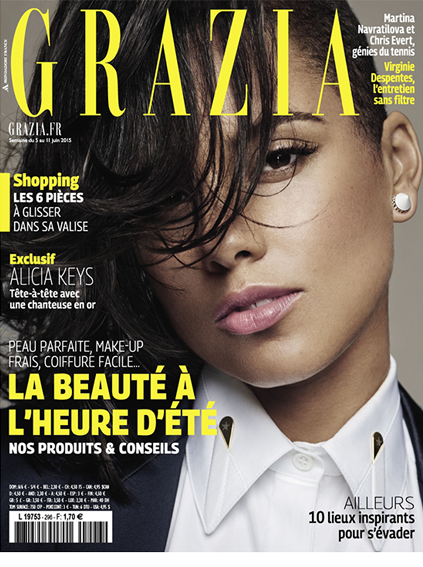 GRAZIA
GRAZIA.FR
Semaine du 5 au 11 juin 2015
Martina
Navratilova et
Chris Evert,
génies du tennis
Virginie
Despentes,
l'entretien
sans filtre
Shopping
LES 6 PIÈCES
À GLISSER
DANS SA VALISE
Exclusif
ALICIA KEYS
Tête-à-tête avec
une chanteuse en or
PEAU PARFAITE, MAKE-UP
FRAIS, COIFFURE FACILE...
LA BEAUTÉ À
L'HEURE D'ÉTÉ
NOS PRODUITS & CONSEILS
L 19753 - 296 - F: 1,70 €
AILLEURS
10 lieux inspirants
pour s'évader